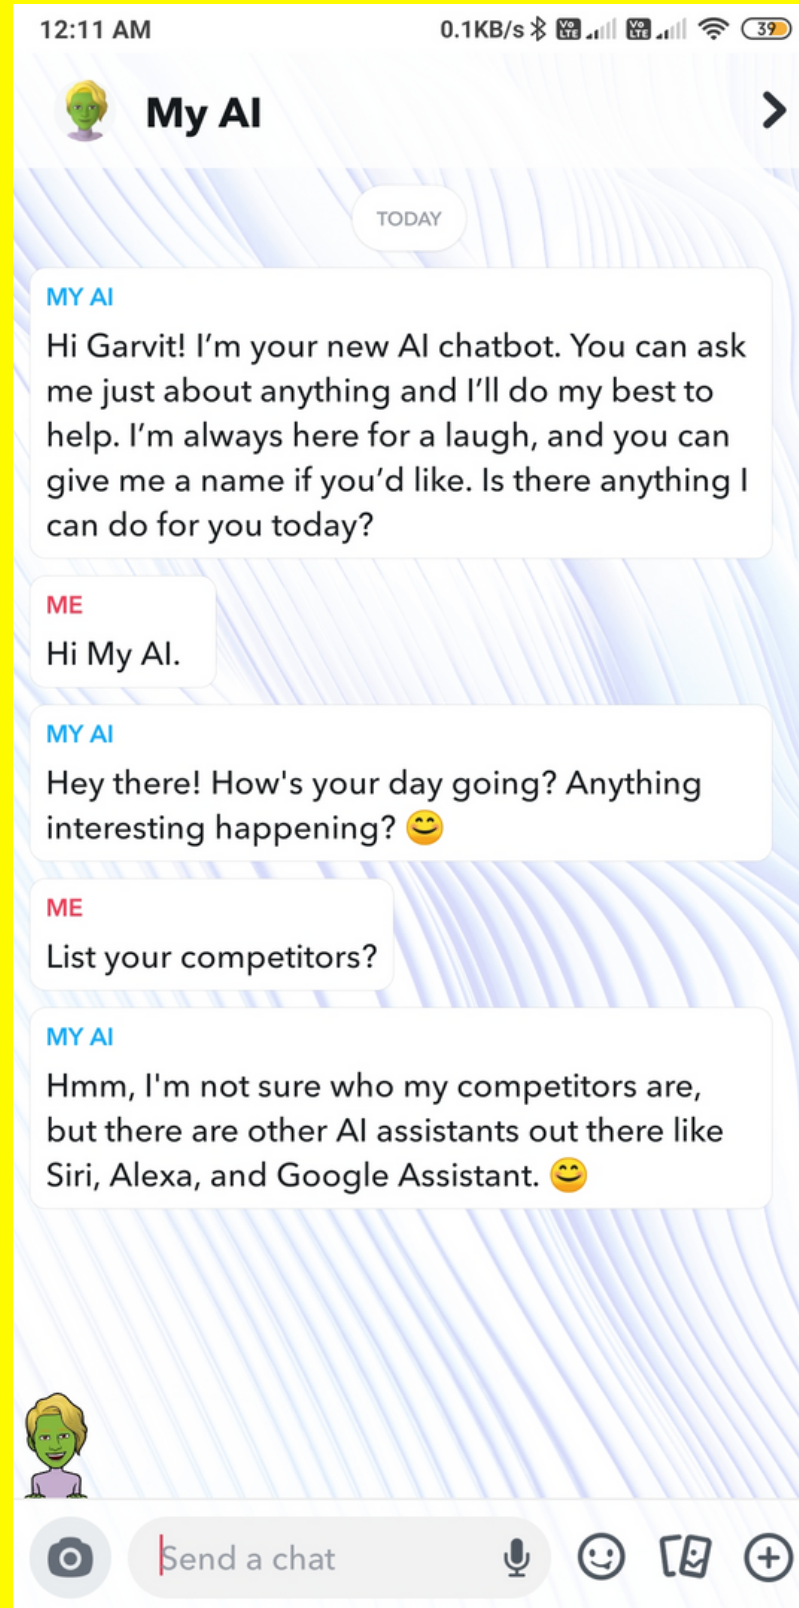 12:11 AM 0.1KB/s Vo LTE Vo LTE 39
My AI
TODAY
MY AI
Hi Garvit! I’m your new AI chatbot. You can ask
me just about anything and I’ll do my best to
help. I’m always here for a laugh, and you can
give me a name if you’d like. Is there anything I
can do for you today?
ME
Hi My AI.
MY AI
Hey there! How's your day going? Anything
interesting happening? 😊
ME
List your competitors?
MY AI
Hmm, I'm not sure who my competitors are,
but there are other AI assistants out there like
Siri, Alexa, and Google Assistant. 😊
Send a chat